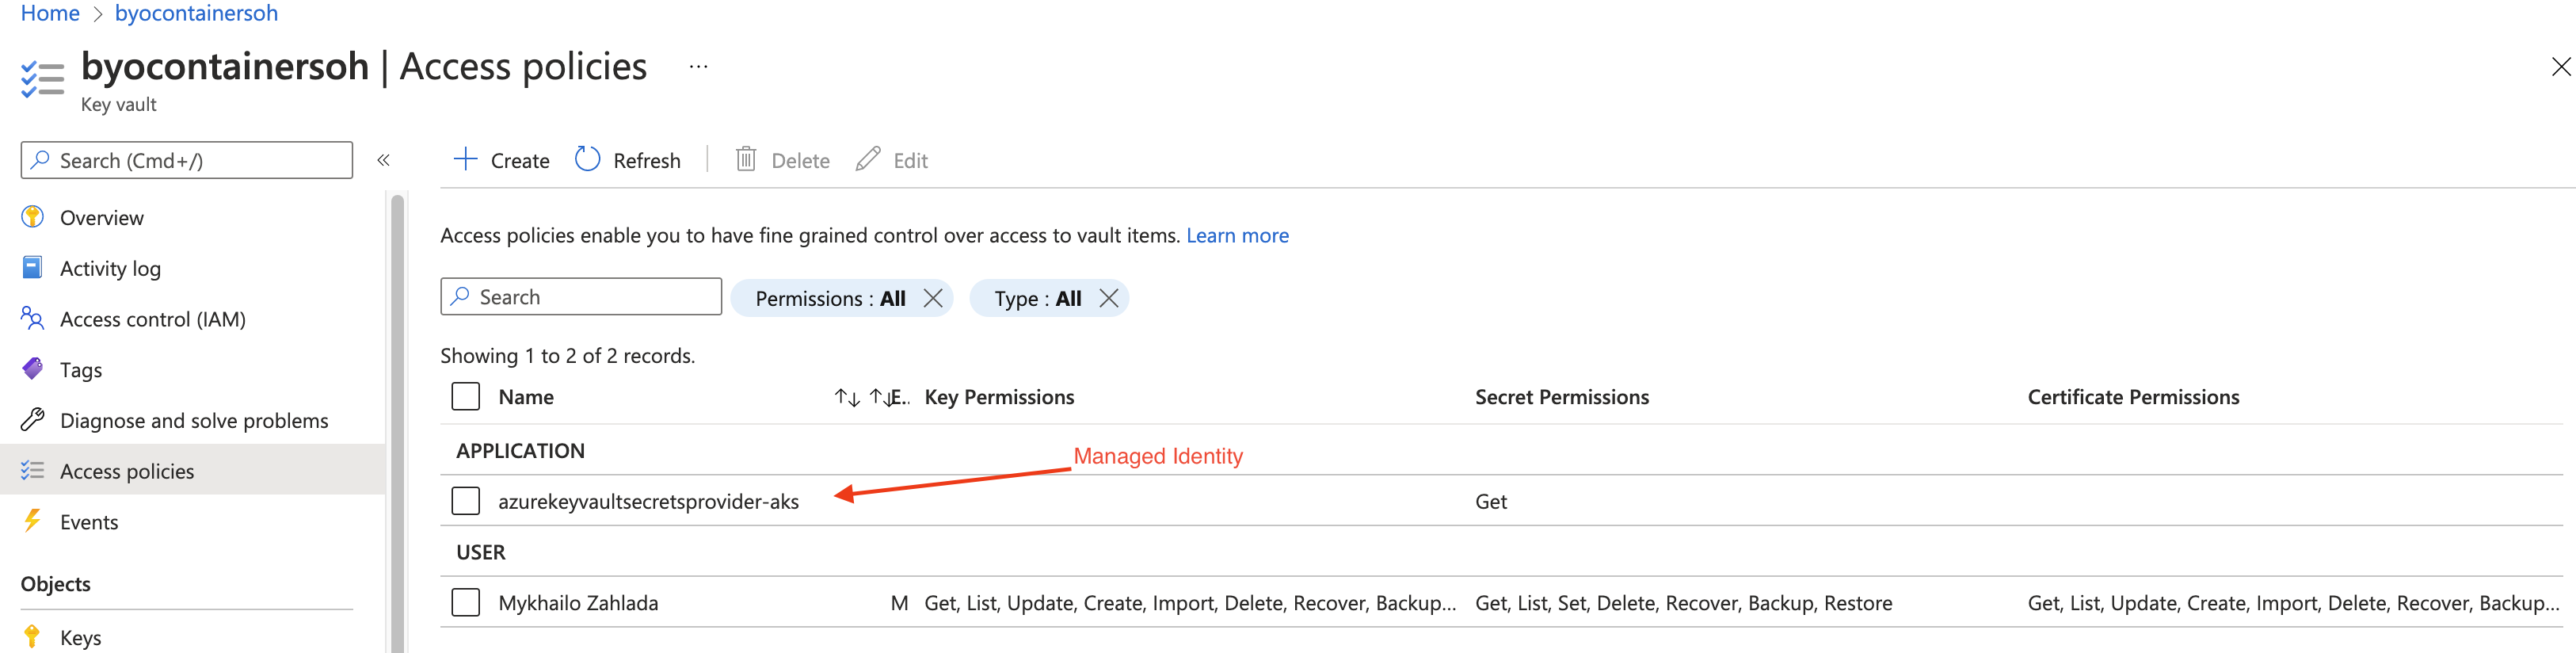 Home > byocontainersoh
byocontainersoh | Access policies ...
Key vault
Search (Cmd+/) «
Create Refresh Delete Edit
Overview
Activity log
Access control (IAM)
Tags
Diagnose and solve problems
Access policies
Events
Objects
Keys
Access policies enable you to have fine grained control over access to vault items. Learn more
Search Permissions : All Type : All
Showing 1 to 2 of 2 records.
Name ↑↓ ↑↓ E.. Key Permissions Secret Permissions Certificate Permissions
APPLICATION
Managed Identity
azurekeyvaultsecretsprovider-aks Get
USER
Mykhailo Zahlada M Get, List, Update, Create, Import, Delete, Recover, Backup... Get, List, Set, Delete, Recover, Backup, Restore Get, List, Update, Create, Import, Delete, Recover, Backup...